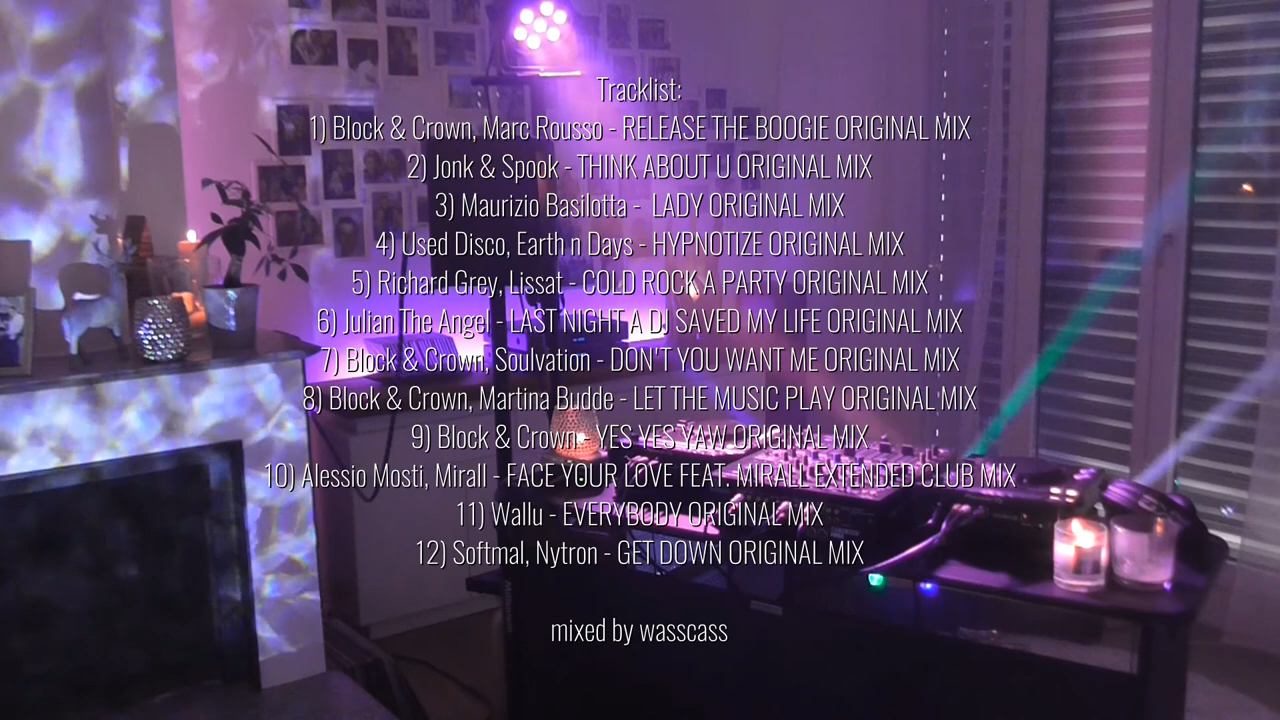 Tracklist:
1) Block & Crown, Marc Rousso - RELEASE THE BOOGIE ORIGINAL MIX
2) Jonk & Spook - THINK ABOUT U ORIGINAL MIX
3) Maurizio Basilotta - LADY ORIGINAL MIX
4) Used Disco, Earth n Days - HYPNOTIZE ORIGINAL MIX
5) Richard Grey, Lissat - COLD ROCK A PARTY ORIGINAL MIX
6) Julian The Angel - LAST NIGHT A DJ SAVED MY LIFE ORIGINAL MIX
7) Block & Crown, Soulvation - DON'T YOU WANT ME ORIGINAL MIX
8) Block & Crown, Martina Budde - LET THE MUSIC PLAY ORIGINAL MIX
9) Block & Crown - YES YES YAW ORIGINAL MIX
10) Alessio Mosti, Mirall - FACE YOUR LOVE FEAT. MIRALL EXTENDED CLUB MIX
11) Wallu - EVERYBODY ORIGINAL MIX
12) Softmal, Nytron - GET DOWN ORIGINAL MIX
mixed by wasscass